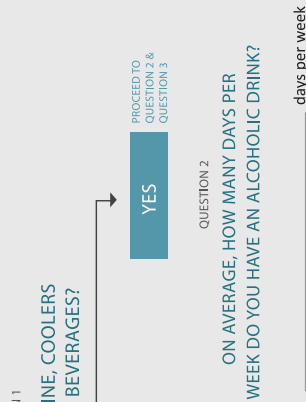 N 1
INE, COOLERS
BEVERAGES?
YES
PROCEED TO
QUESTION 2 &
QUESTION 3
QUESTION 2
ON AVERAGE, HOW MANY DAYS PER
WEEK DO YOU HAVE AN ALCOHOLIC DRINK?
days per week